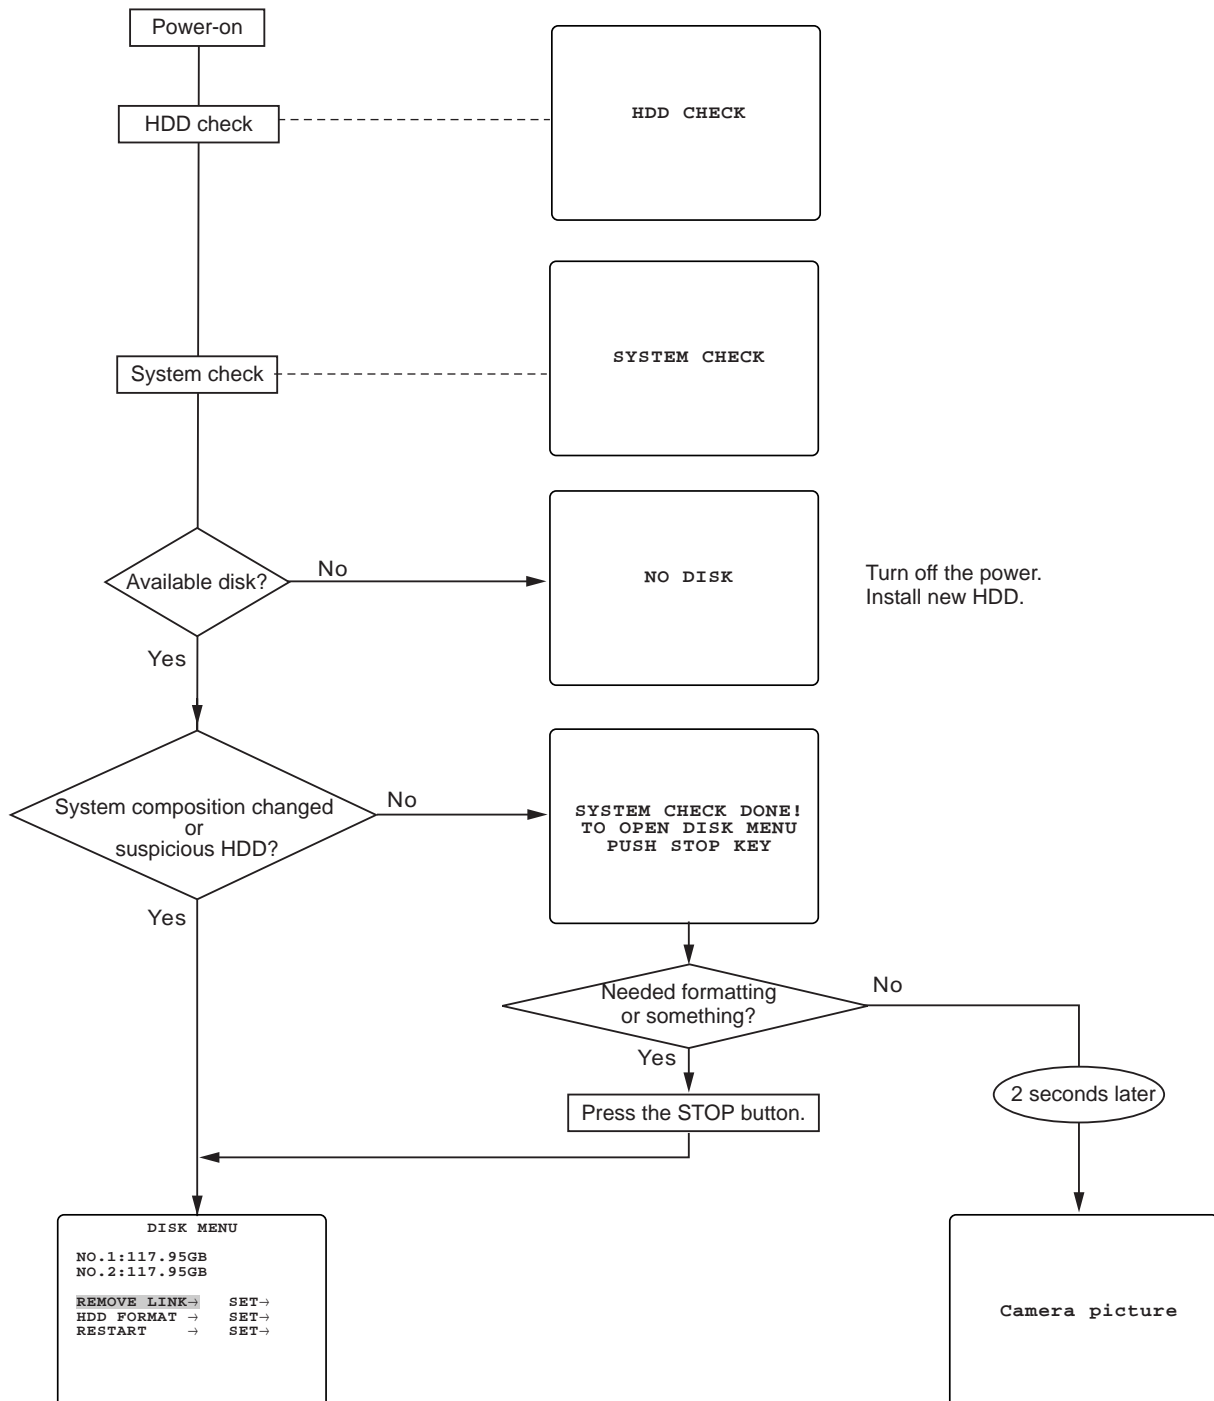 Power-on
HDD check
HDD CHECK
System check
SYSTEM CHECK
Available disk?
No
NO DISK
Turn off the power.
Install new HDD.
Yes
System composition changed
or
suspicious HDD?
No
SYSTEM CHECK DONE!
TO OPEN DISK MENU
PUSH STOP KEY
Yes
Needed formatting
or something?
No
Yes
Press the STOP button.
2 seconds later
DISK MENU
NO.1:117.95GB
NO.2:117.95GB
REMOVE LINK→ SET→
HDD FORMAT → SET→
RESTART → SET→
Camera picture